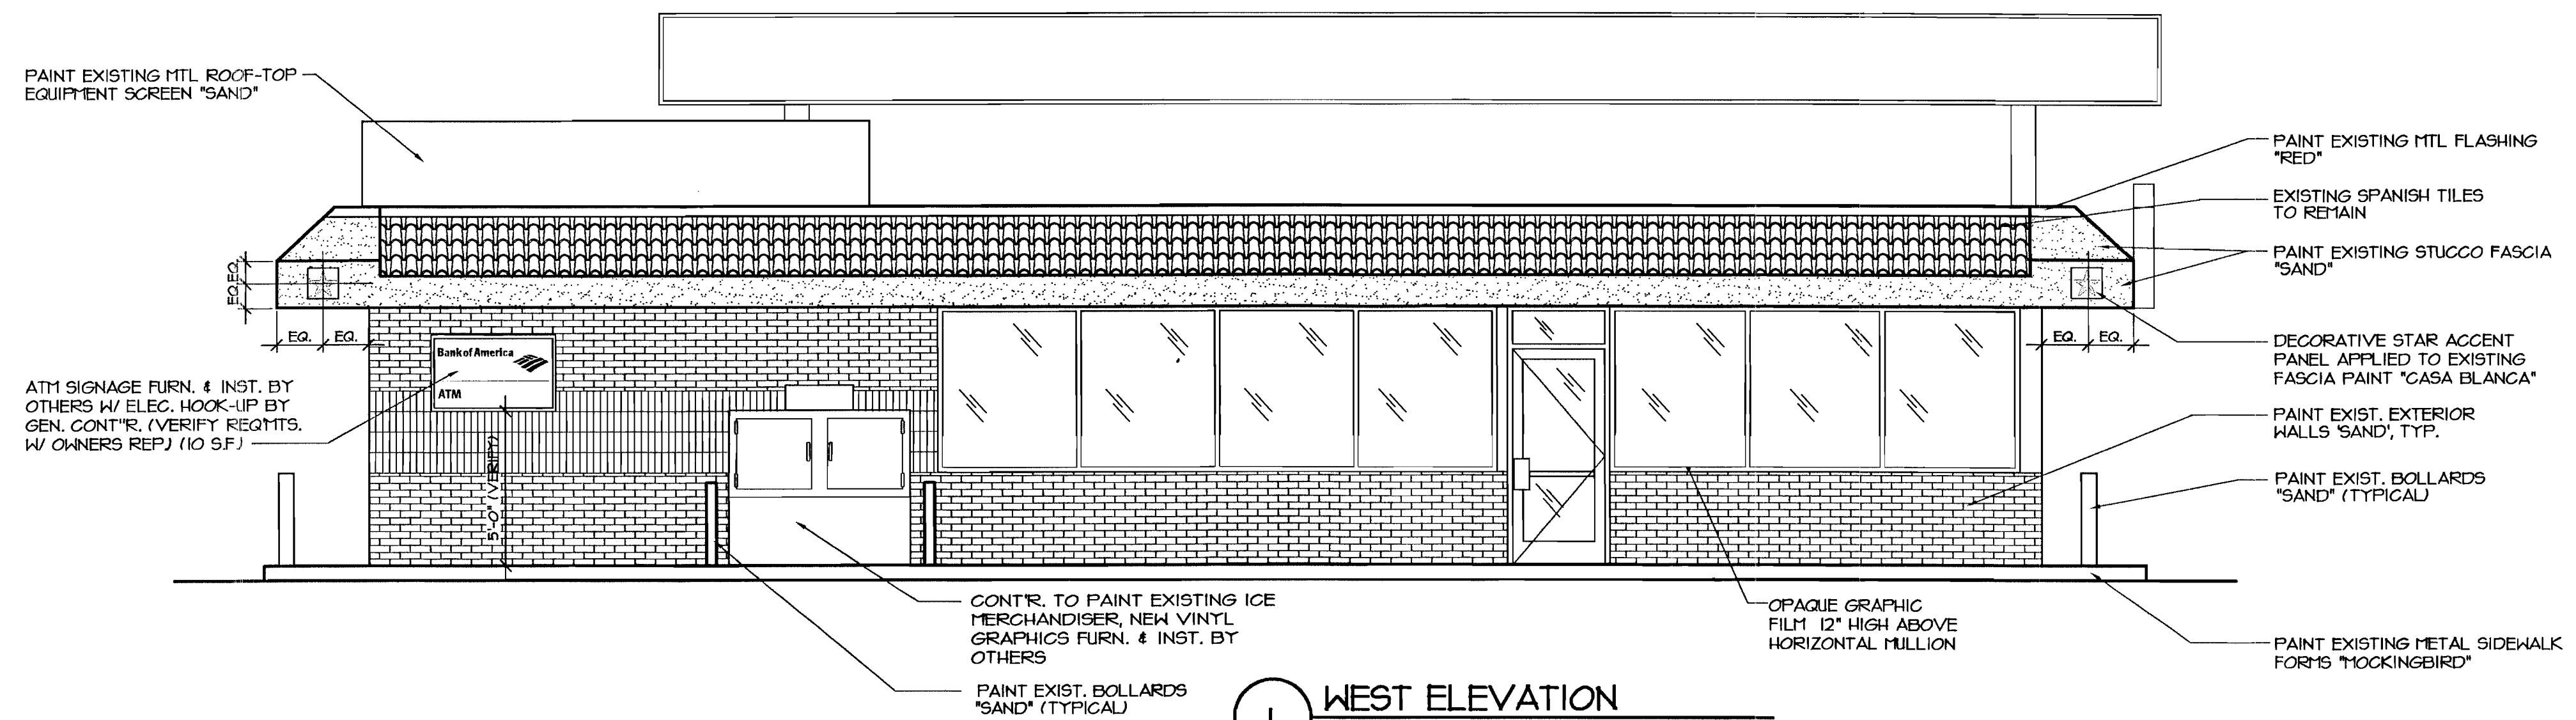 PAINT EXISTING MTL ROOF-TOP
EQUIPMENT SCREEN "SAND"
PAINT EXISTING MTL FLASHING
"RED"
EXISTING SPANISH TILES
TO REMAIN
PAINT EXISTING STUCCO FASCIA
"SAND"
EQ.
EQ.
EQ.
EQ.
EQ.
EQ.
DECORATIVE STAR ACCENT
PANEL APPLIED TO EXISTING
FASCIA PAINT "CASA BLANCA"
Bank of America
ATM
ATM SIGNAGE FURN. & INST. BY
OTHERS W/ ELEC. HOOK-UP BY
GEN. CONT'R. (VERIFY REQ'MTS.
W/ OWNERS REP.) (10 S.F.)
PAINT EXIST. EXTERIOR
WALLS 'SAND', TYP.
5'-0" (VERIFY)
PAINT EXIST. BOLLARDS
"SAND" (TYPICAL)
CONT'R. TO PAINT EXISTING ICE
MERCHANDISER, NEW VINYL
GRAPHICS FURN. & INST. BY
OTHERS
OPAQUE GRAPHIC
FILM 12" HIGH ABOVE
HORIZONTAL MULLION
PAINT EXISTING METAL SIDEWALK
FORMS "MOCKINGBIRD"
PAINT EXIST. BOLLARDS
"SAND" (TYPICAL)
WEST ELEVATION